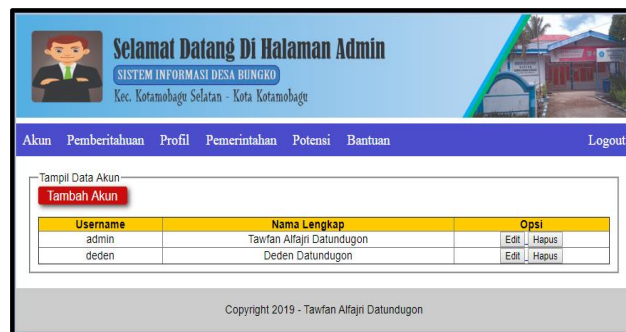 Selamat Datang Di Halaman Admin
SISTEM INFORMASI DESA BUNGKO
Kec. Kotamobagu Selatan - Kota Kotamobagu
Akun Pemberitahuan Profil Pemerintahan Potensi Bantuan Logout
Tampil Data Akun
Tambah Akun
Username Nama Lengkap Opsi
admin Tawfan Alfajri Datundugon Edit Hapus
deden Deden Datundugon Edit Hapus
Copyright 2019 - Tawfan Alfajri Datundugon